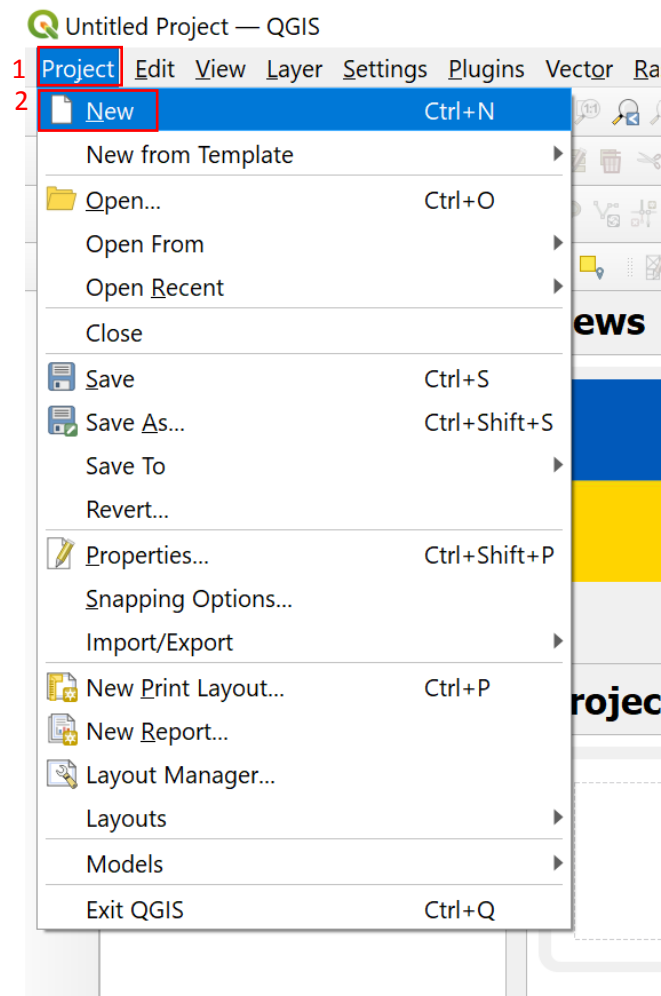 Untitled Project — QGIS
1 Project Edit View Layer Settings Plugins Vector Ra
2 New Ctrl+N
New from Template
Open... Ctrl+O
Open From
Open Recent
ews
Close
Save Ctrl+S
Save As... Ctrl+Shift+S
Save To
Revert...
Properties... Ctrl+Shift+P
Snapping Options...
Import/Export
New Print Layout... Ctrl+P
rojec
New Report...
Layout Manager...
Layouts
Models
Exit QGIS Ctrl+Q